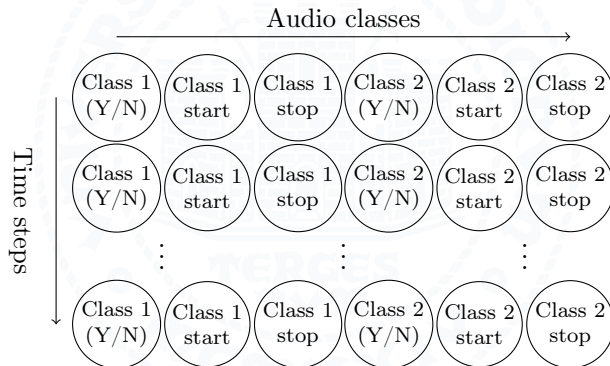 Audio classes
Time steps
Class 1 Class 1 Class 1 Class 2 Class 2 Class 2
(Y/N) start stop (Y/N) start stop
Class 1 Class 1 Class 1 Class 2 Class 2 Class 2
(Y/N) start stop (Y/N) start stop
Class 1 Class 1 Class 1 Class 2 Class 2 Class 2
(Y/N) start stop (Y/N) start stop
TERGES